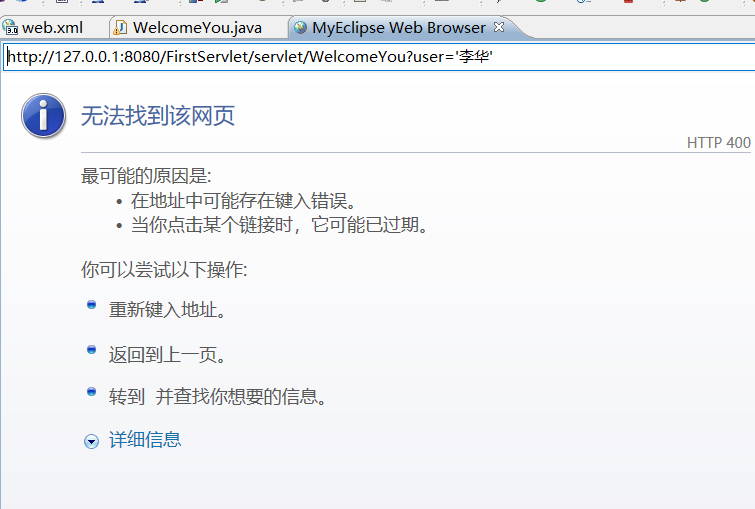 web.xml WelcomeYou.java MyEclipse Web Browser
http://127.0.0.1:8080/FirstServlet/servlet/WelcomeYou?user='李华'
无法找到该网页
HTTP 400
最可能的原因是:
• 在地址中可能存在键入错误。
• 当你点击某个链接时，它可能已过期。
你可以尝试以下操作:
重新键入地址。
返回到上一页。
转到 并查找你想要的信息。
详细信息